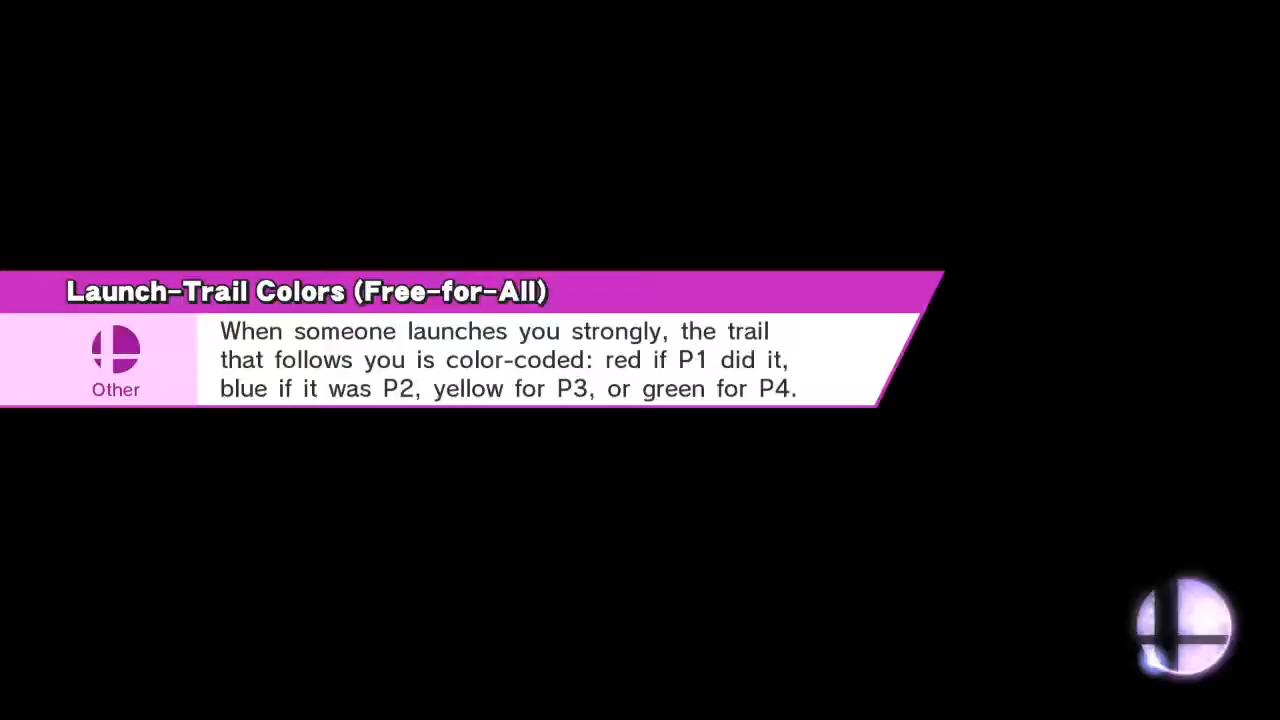 Launch-Trail Colors (Free-for-All)
When someone launches you strongly, the trail
that follows you is color-coded: red if P1 did it,
blue if it was P2, yellow for P3, or green for P4.
Other